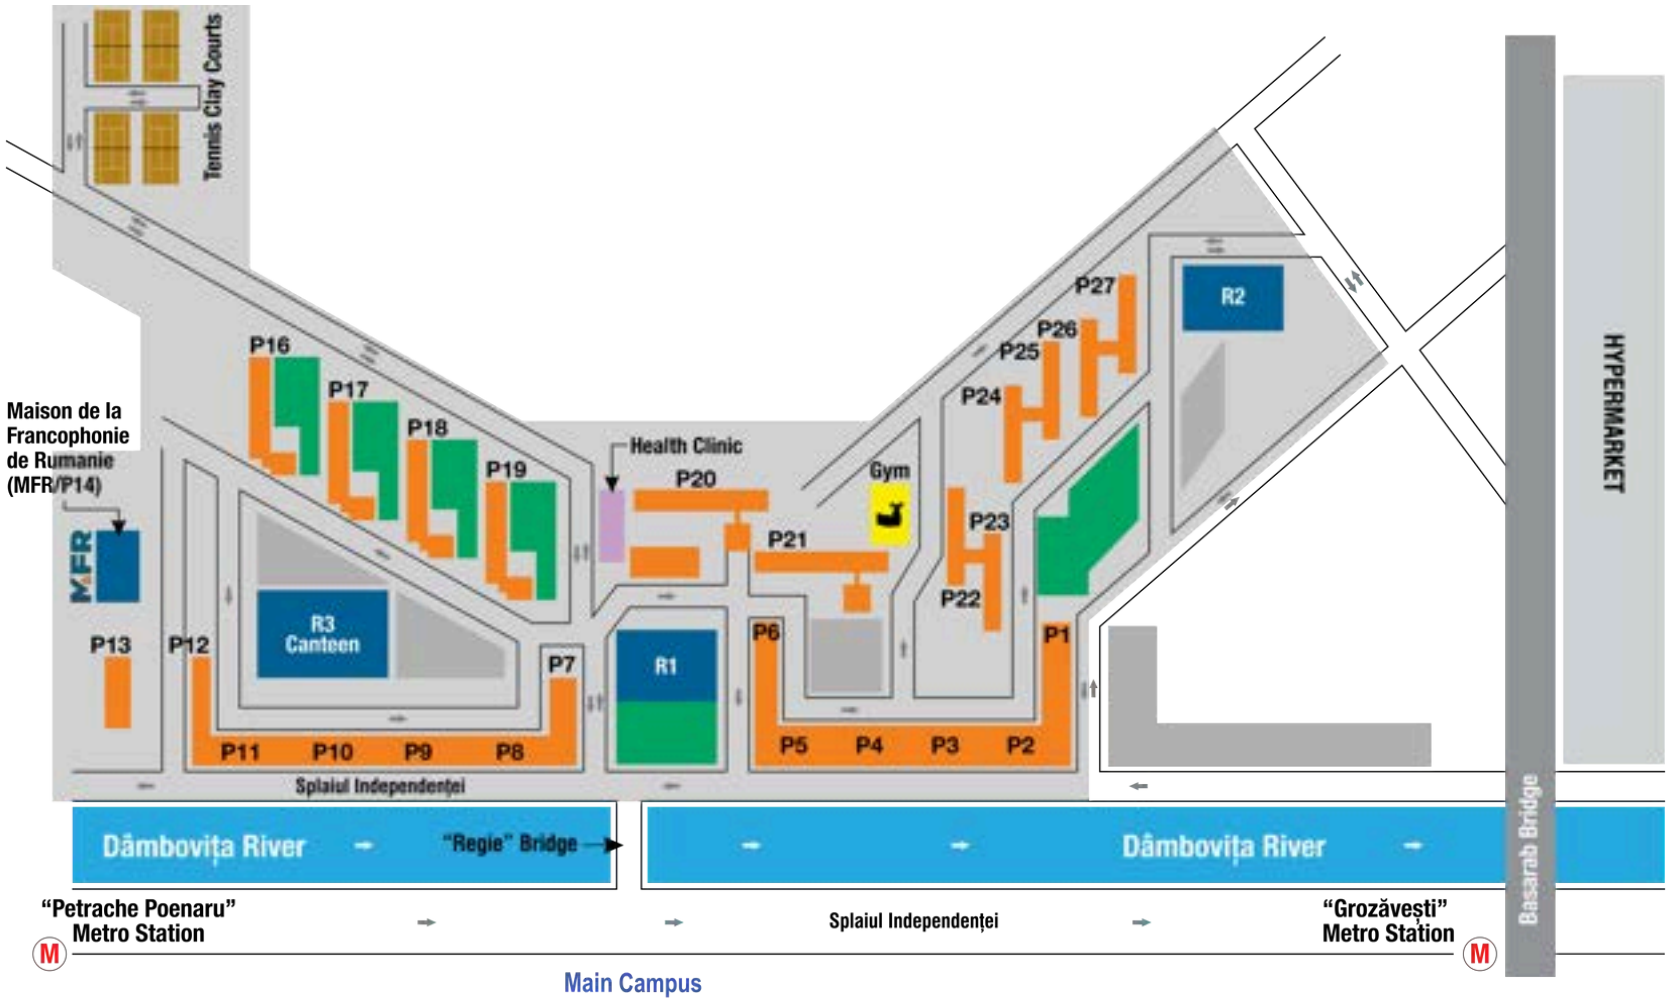 Tennis Clay Courts
P27
R2
P26
P16
P25
HYPERMARKET
P17
P24
Maison de la
Francophonie
de Rumanie
(MFR/P14)
P18
Health Clinic
P19
Gym
P20
P23
P21
MFR
P22
R3
Canteen
P6
P1
P13
P12
P7
R1
P11
P10
P9
P8
P5
P4
P3
P2
Splaiul Independenței
Basarab Bridge
Dâmbovița River
"Regie" Bridge
Dâmbovița River
"Petrache Poenaru"
Metro Station
M
Splaiul Independenței
"Grozăvești"
Metro Station
M
Main Campus